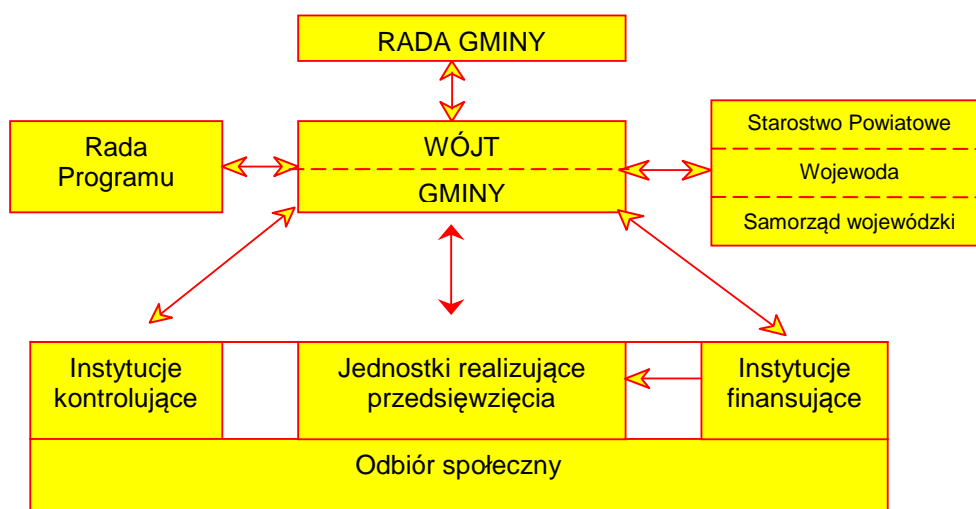 RADA GMINY
Rada
Programu
WÓJT
GMINY
Starostwo Powiatowe
Wojewoda
Samorząd wojewódzki
Instytucje
kontrolujące
Jednostki realizujące
przedsięwzięcia
Instytucje
finansujące
Odbiór społeczny